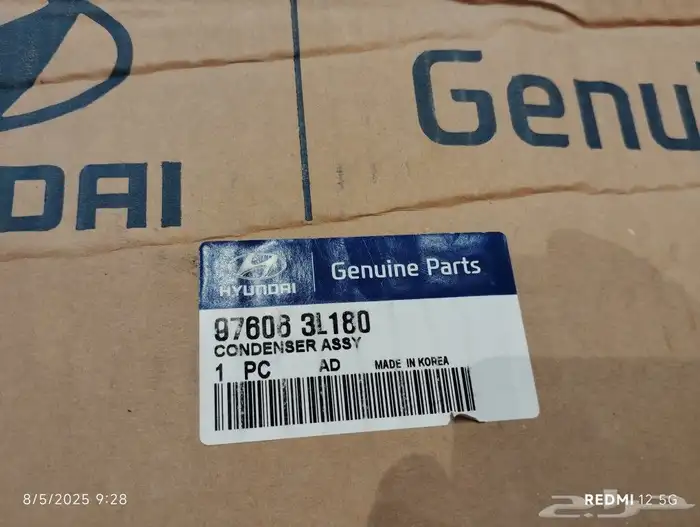 HYUNDAI
Genuine Parts
97606 3L180
CONDENSER ASSY
1 PC AD MADE IN KOREA
DAI
Genu
8/5/2025 9:28
REDMI 12 5G
حراج